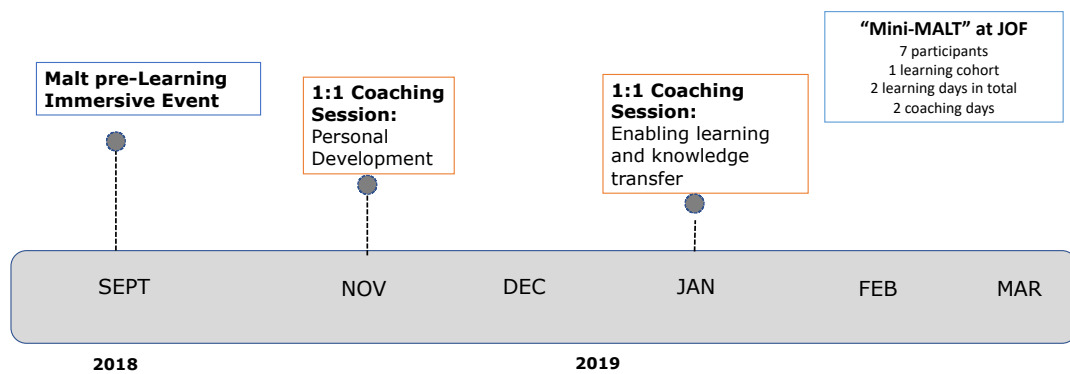 “Mini-MALT” at JOF
7 participants
1 learning cohort
2 learning days in total
2 coaching days
Malt pre-Learning
Immersive Event
1:1 Coaching
Session:
Personal
Development
1:1 Coaching
Session:
Enabling learning
and knowledge
transfer
SEPT
NOV
DEC
JAN
FEB
MAR
2018
2019